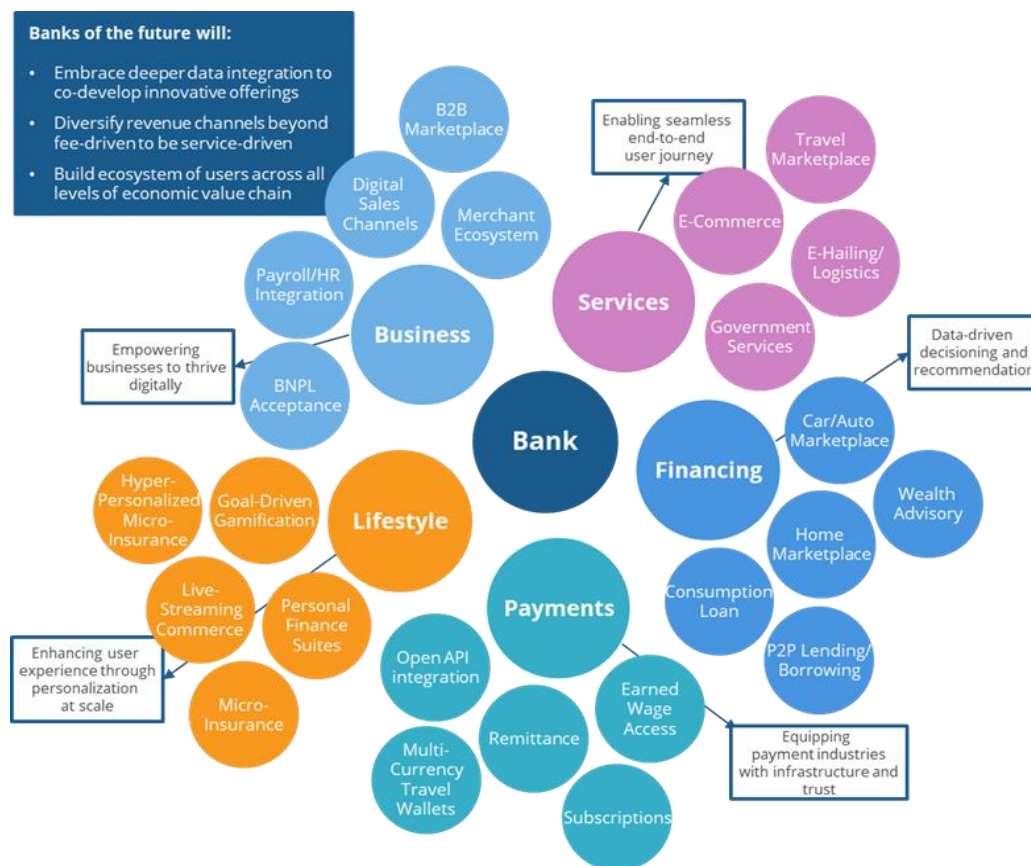 Banks of the future will:
• Embrace deeper data integration to
co-develop innovative offerings
• Diversify revenue channels beyond
fee-driven to be service-driven
• Build ecosystem of users across all
levels of economic value chain
B2B
Marketplace
Digital
Sales
Channels
Merchant
Ecosystem
Payroll/HR
Integration
Business
BNPL
Acceptance
Empowering
businesses to thrive
digitally
Enabling seamless
end-to-end
user journey
Travel
Marketplace
E-Commerce
E-Hailing/
Logistics
Services
Government
Services
Data-driven
decisioning and
recommendation
Bank
Car/Auto
Marketplace
Financing
Wealth
Advisory
Home
Marketplace
Consumption
Loan
P2P Lending/
Borrowing
Hyper-
Personalized
Micro-
Insurance
Goal-Driven
Gamification
Lifestyle
Live-
Streaming
Commerce
Personal
Finance
Suites
Micro-
Insurance
Enhancing user
experience through
personalization
at scale
Payments
Open API
integration
Earned
Wage
Access
Remittance
Multi-
Currency
Travel
Wallets
Subscriptions
Equipping
payment industries
with infrastructure and
trust